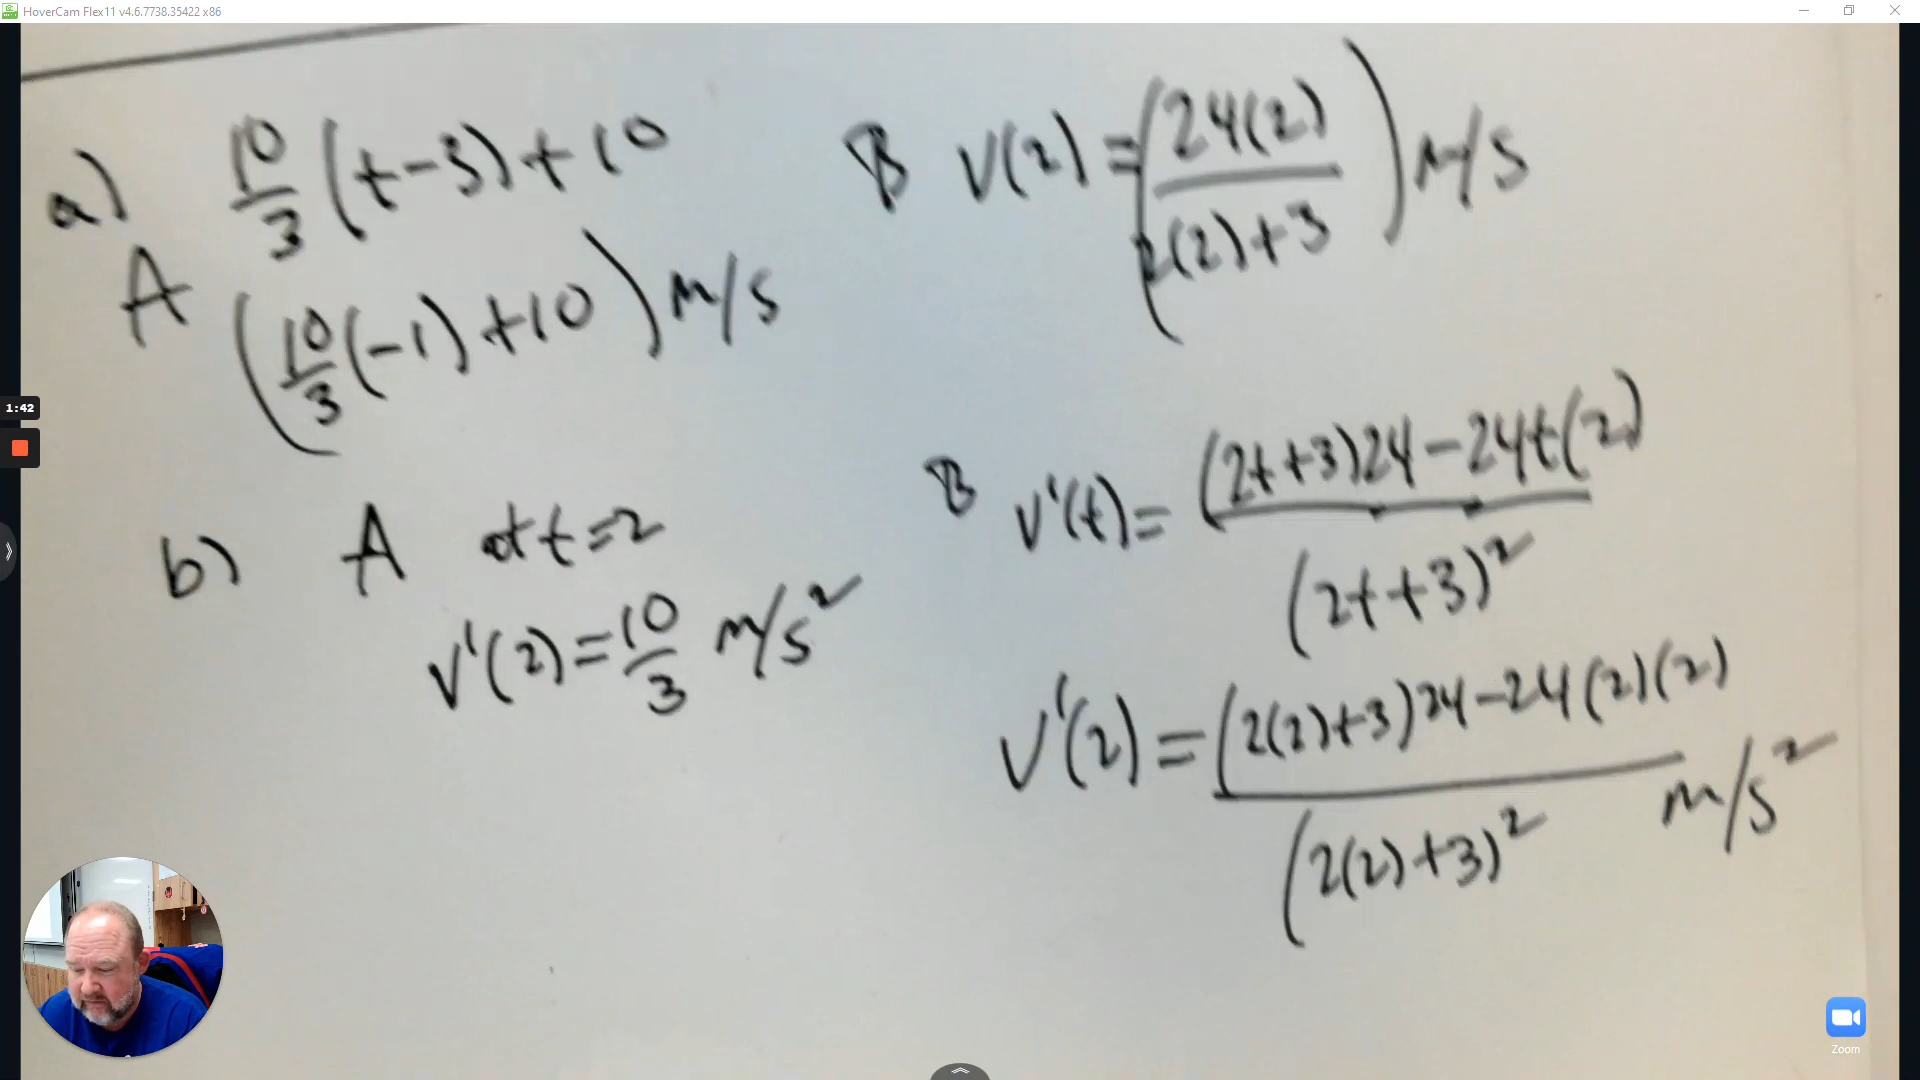 HoverCam Flex11 v4.6.7738.35422 x86
a) 10/3 (t-3) + 10
A (10/3 (-1) + 10) m/s
B v(2) = (24(2) / 2(2)+3) m/s
b) A at t=2
v'(2) = 10/3 m/s²
B v'(t) = (2t+3)24 - 24t(2) / (2t+3)²
v'(2) = (2(2)+3)24 - 24(2)(2) / (2(2)+3)² m/s²
1:42
Zoom